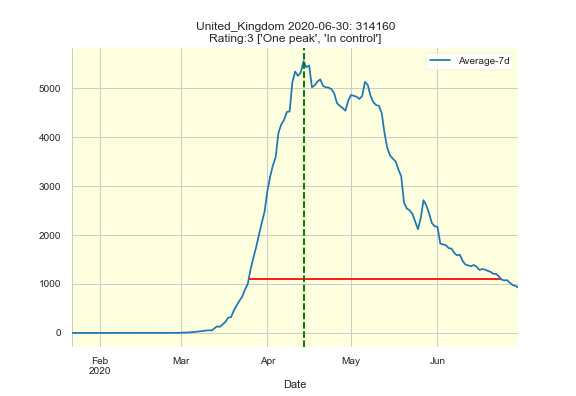 United_Kingdom 2020-06-30: 314160
Rating:3 ['One peak', 'In control']
Average-7d
5000
4000
3000
2000
1000
0
Feb
2020
Mar
Apr
May
Jun
Date